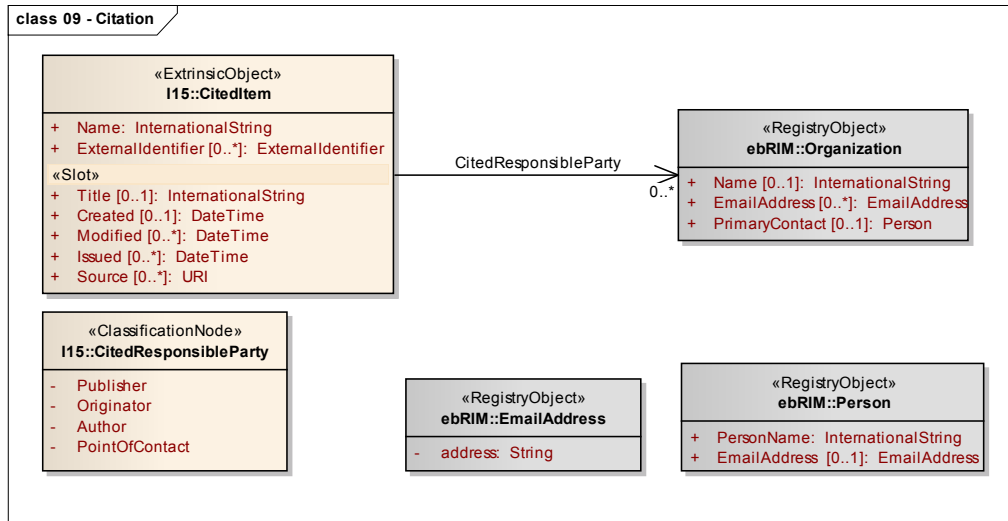 class 09 - Citation
«ExtrinsicObject»
I15::CitedItem
+ Name: InternationalString
+ ExternalIdentifier [0..*]: ExternalIdentifier
«Slot»
+ Title [0..1]: InternationalString
+ Created [0..1]: DateTime
+ Modified [0..*]: DateTime
+ Issued [0..*]: DateTime
+ Source [0..*]: URI
CitedResponsibleParty
0..*
«RegistryObject»
ebRIM::Organization
+ Name [0..1]: InternationalString
+ EmailAddress [0..*]: EmailAddress
+ PrimaryContact [0..1]: Person
«ClassificationNode»
I15::CitedResponsibleParty
- Publisher
- Originator
- Author
- PointOfContact
«RegistryObject»
ebRIM::EmailAddress
- address: String
«RegistryObject»
ebRIM::Person
+ PersonName: InternationalString
+ EmailAddress [0..1]: EmailAddress